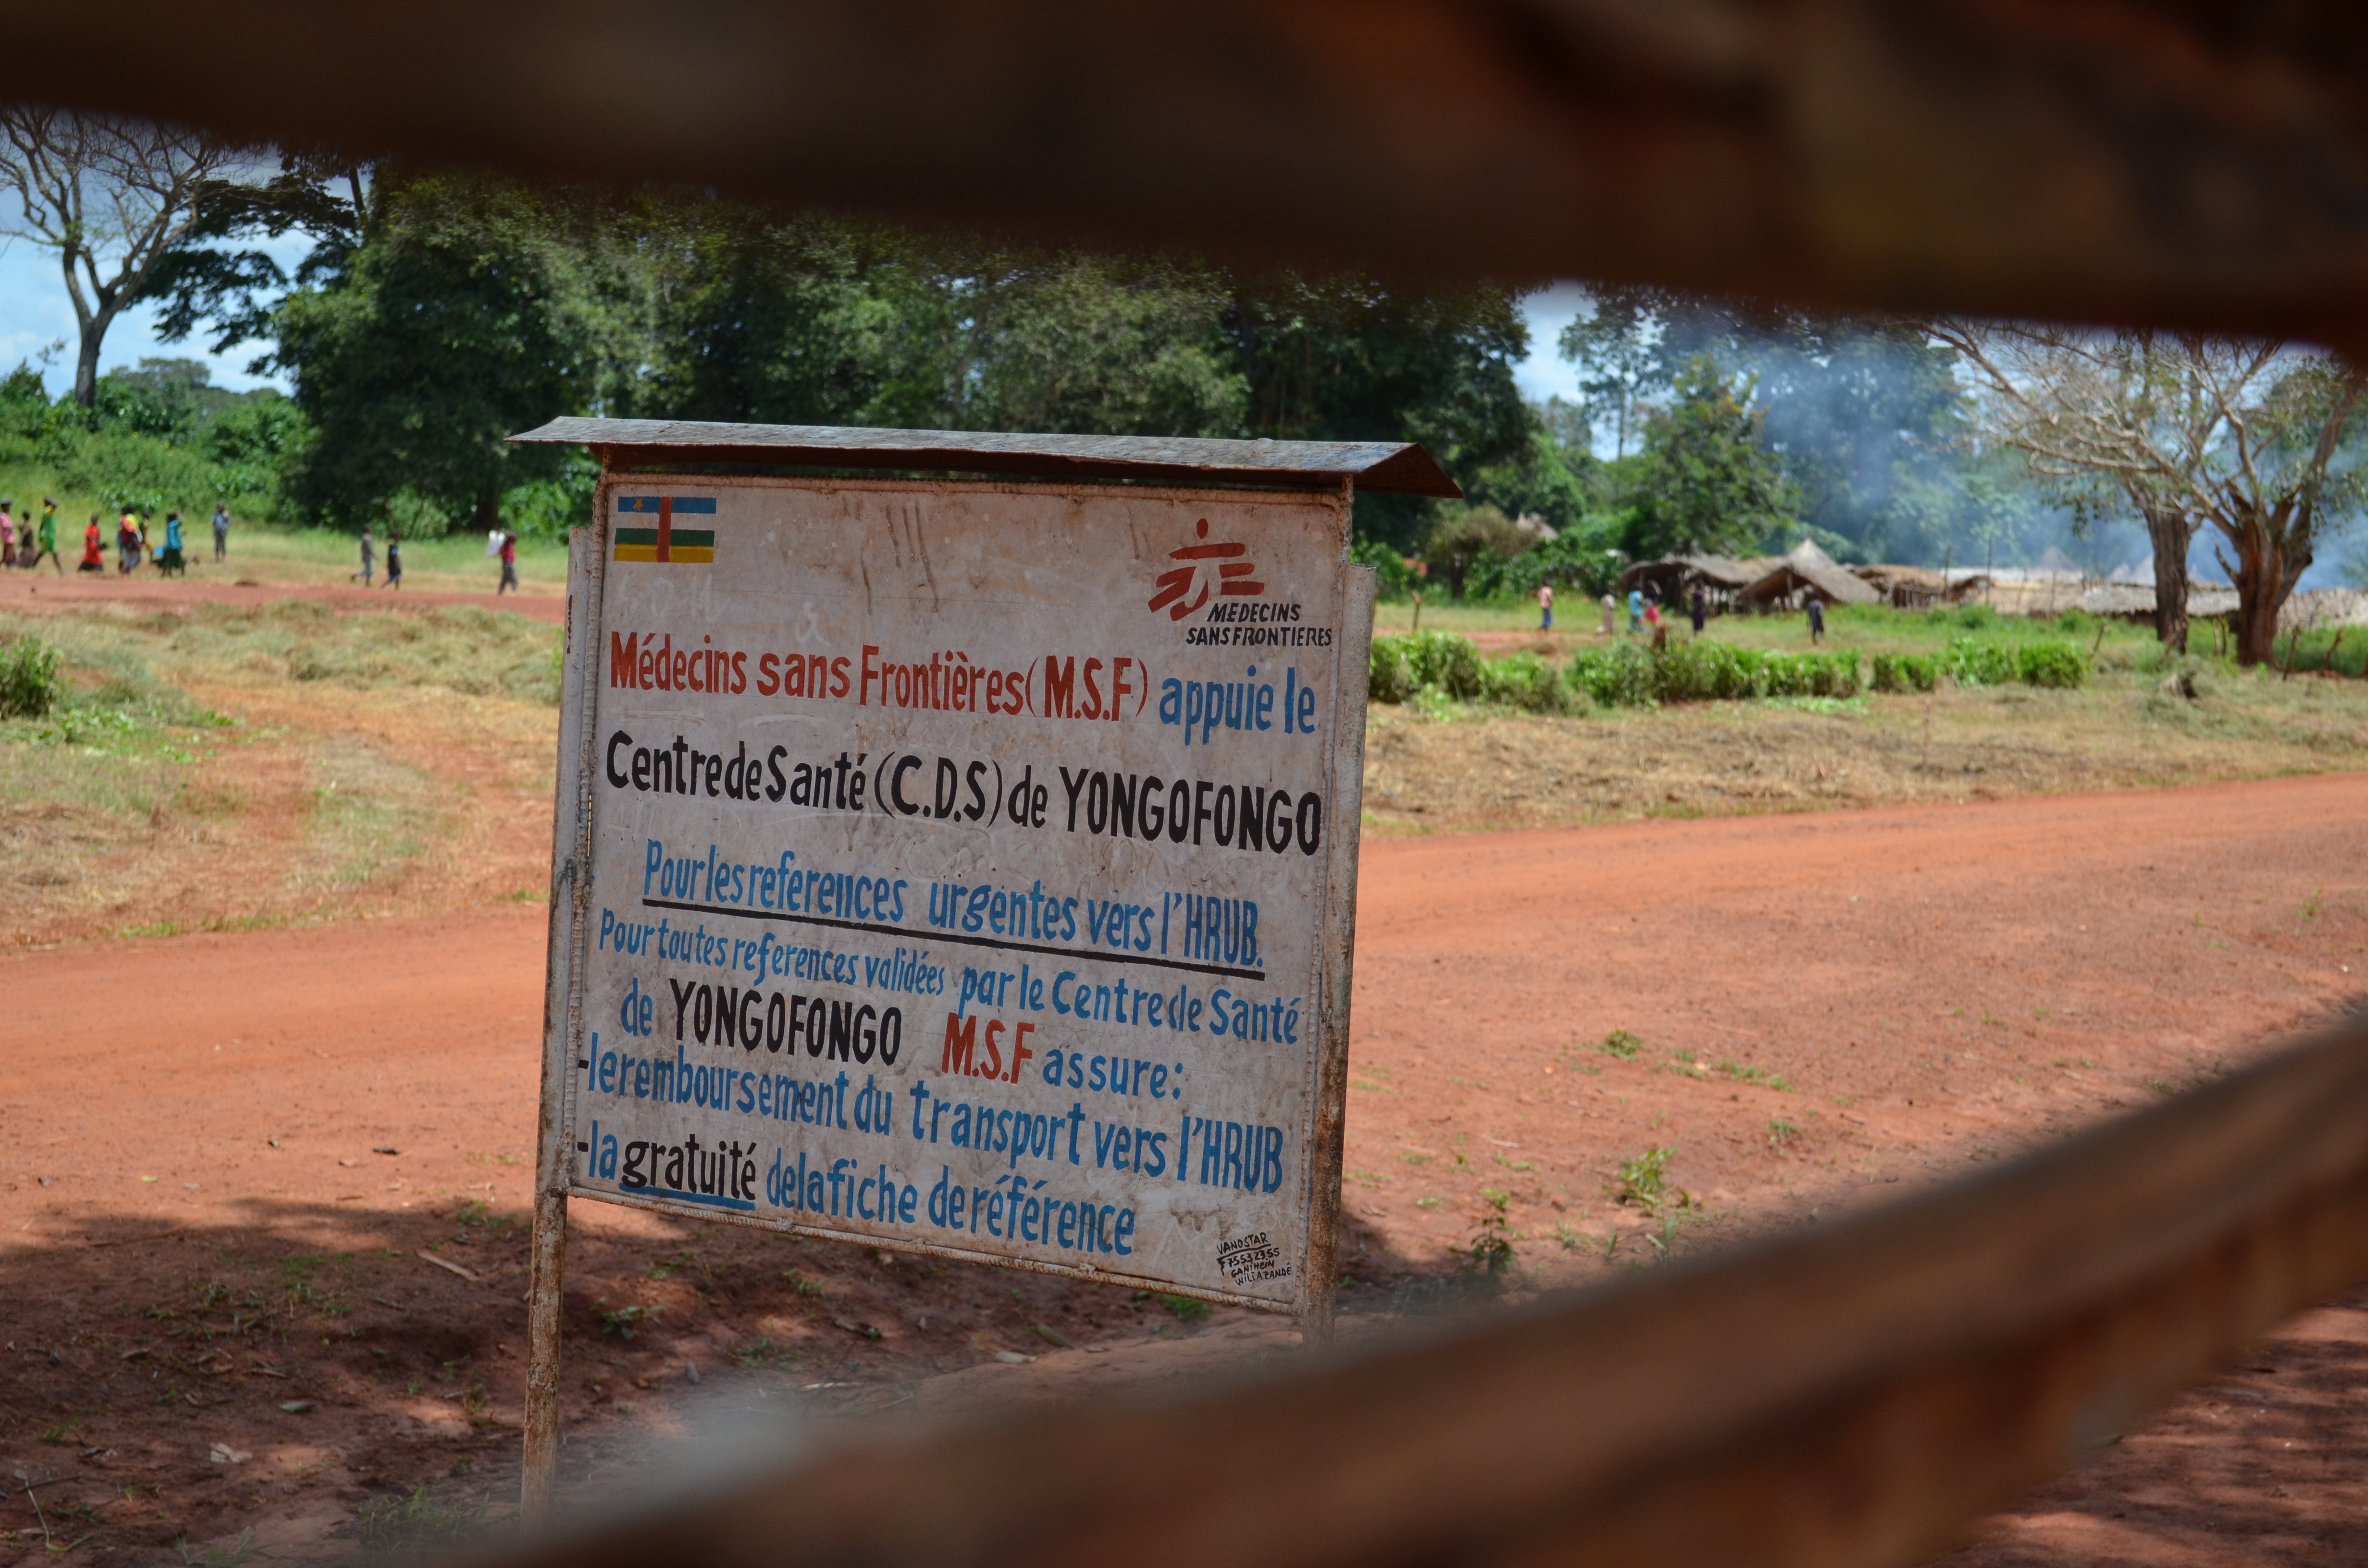 MEDECINS
SANS FRONTIERES
Médecins sans Frontières (M.S.F) appuie le
Centre de Santé (C.D.S) de YONGOFONGO
Pour les references urgentes vers l'HRUB.
Pour toutes references validées par le Centre de Santé
de YONGOFONGO M.S.F assure:
-le remboursement du transport vers l'HRUB
-la gratuité de la fiche de référence
VANDSTAR